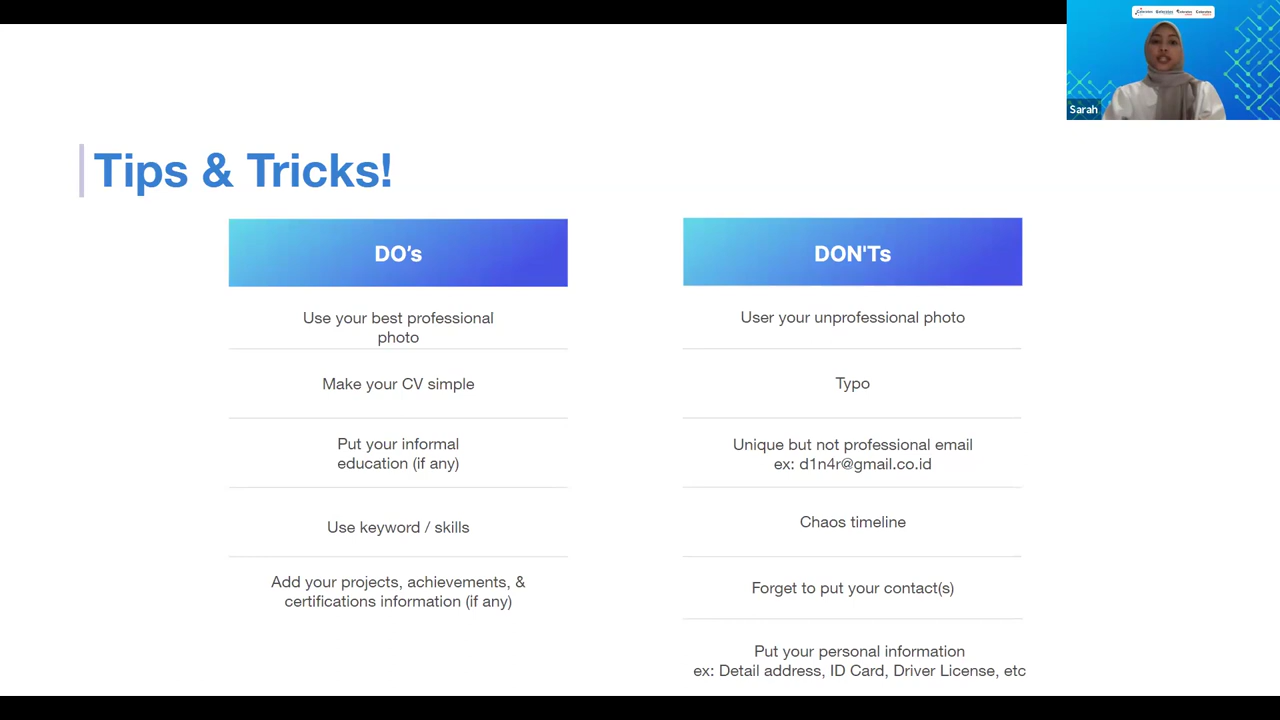 Sarah
Tips & Tricks!
DO's
Use your best professional
photo
Make your CV simple
Put your informal
education (if any)
Use keyword / skills
Add your projects, achievements, &
certifications information (if any)
DON'Ts
User your unprofessional photo
Typo
Unique but not professional email
ex: d1n4r@gmail.co.id
Chaos timeline
Forget to put your contact(s)
Put your personal information
ex: Detail address, ID Card, Driver License, etc